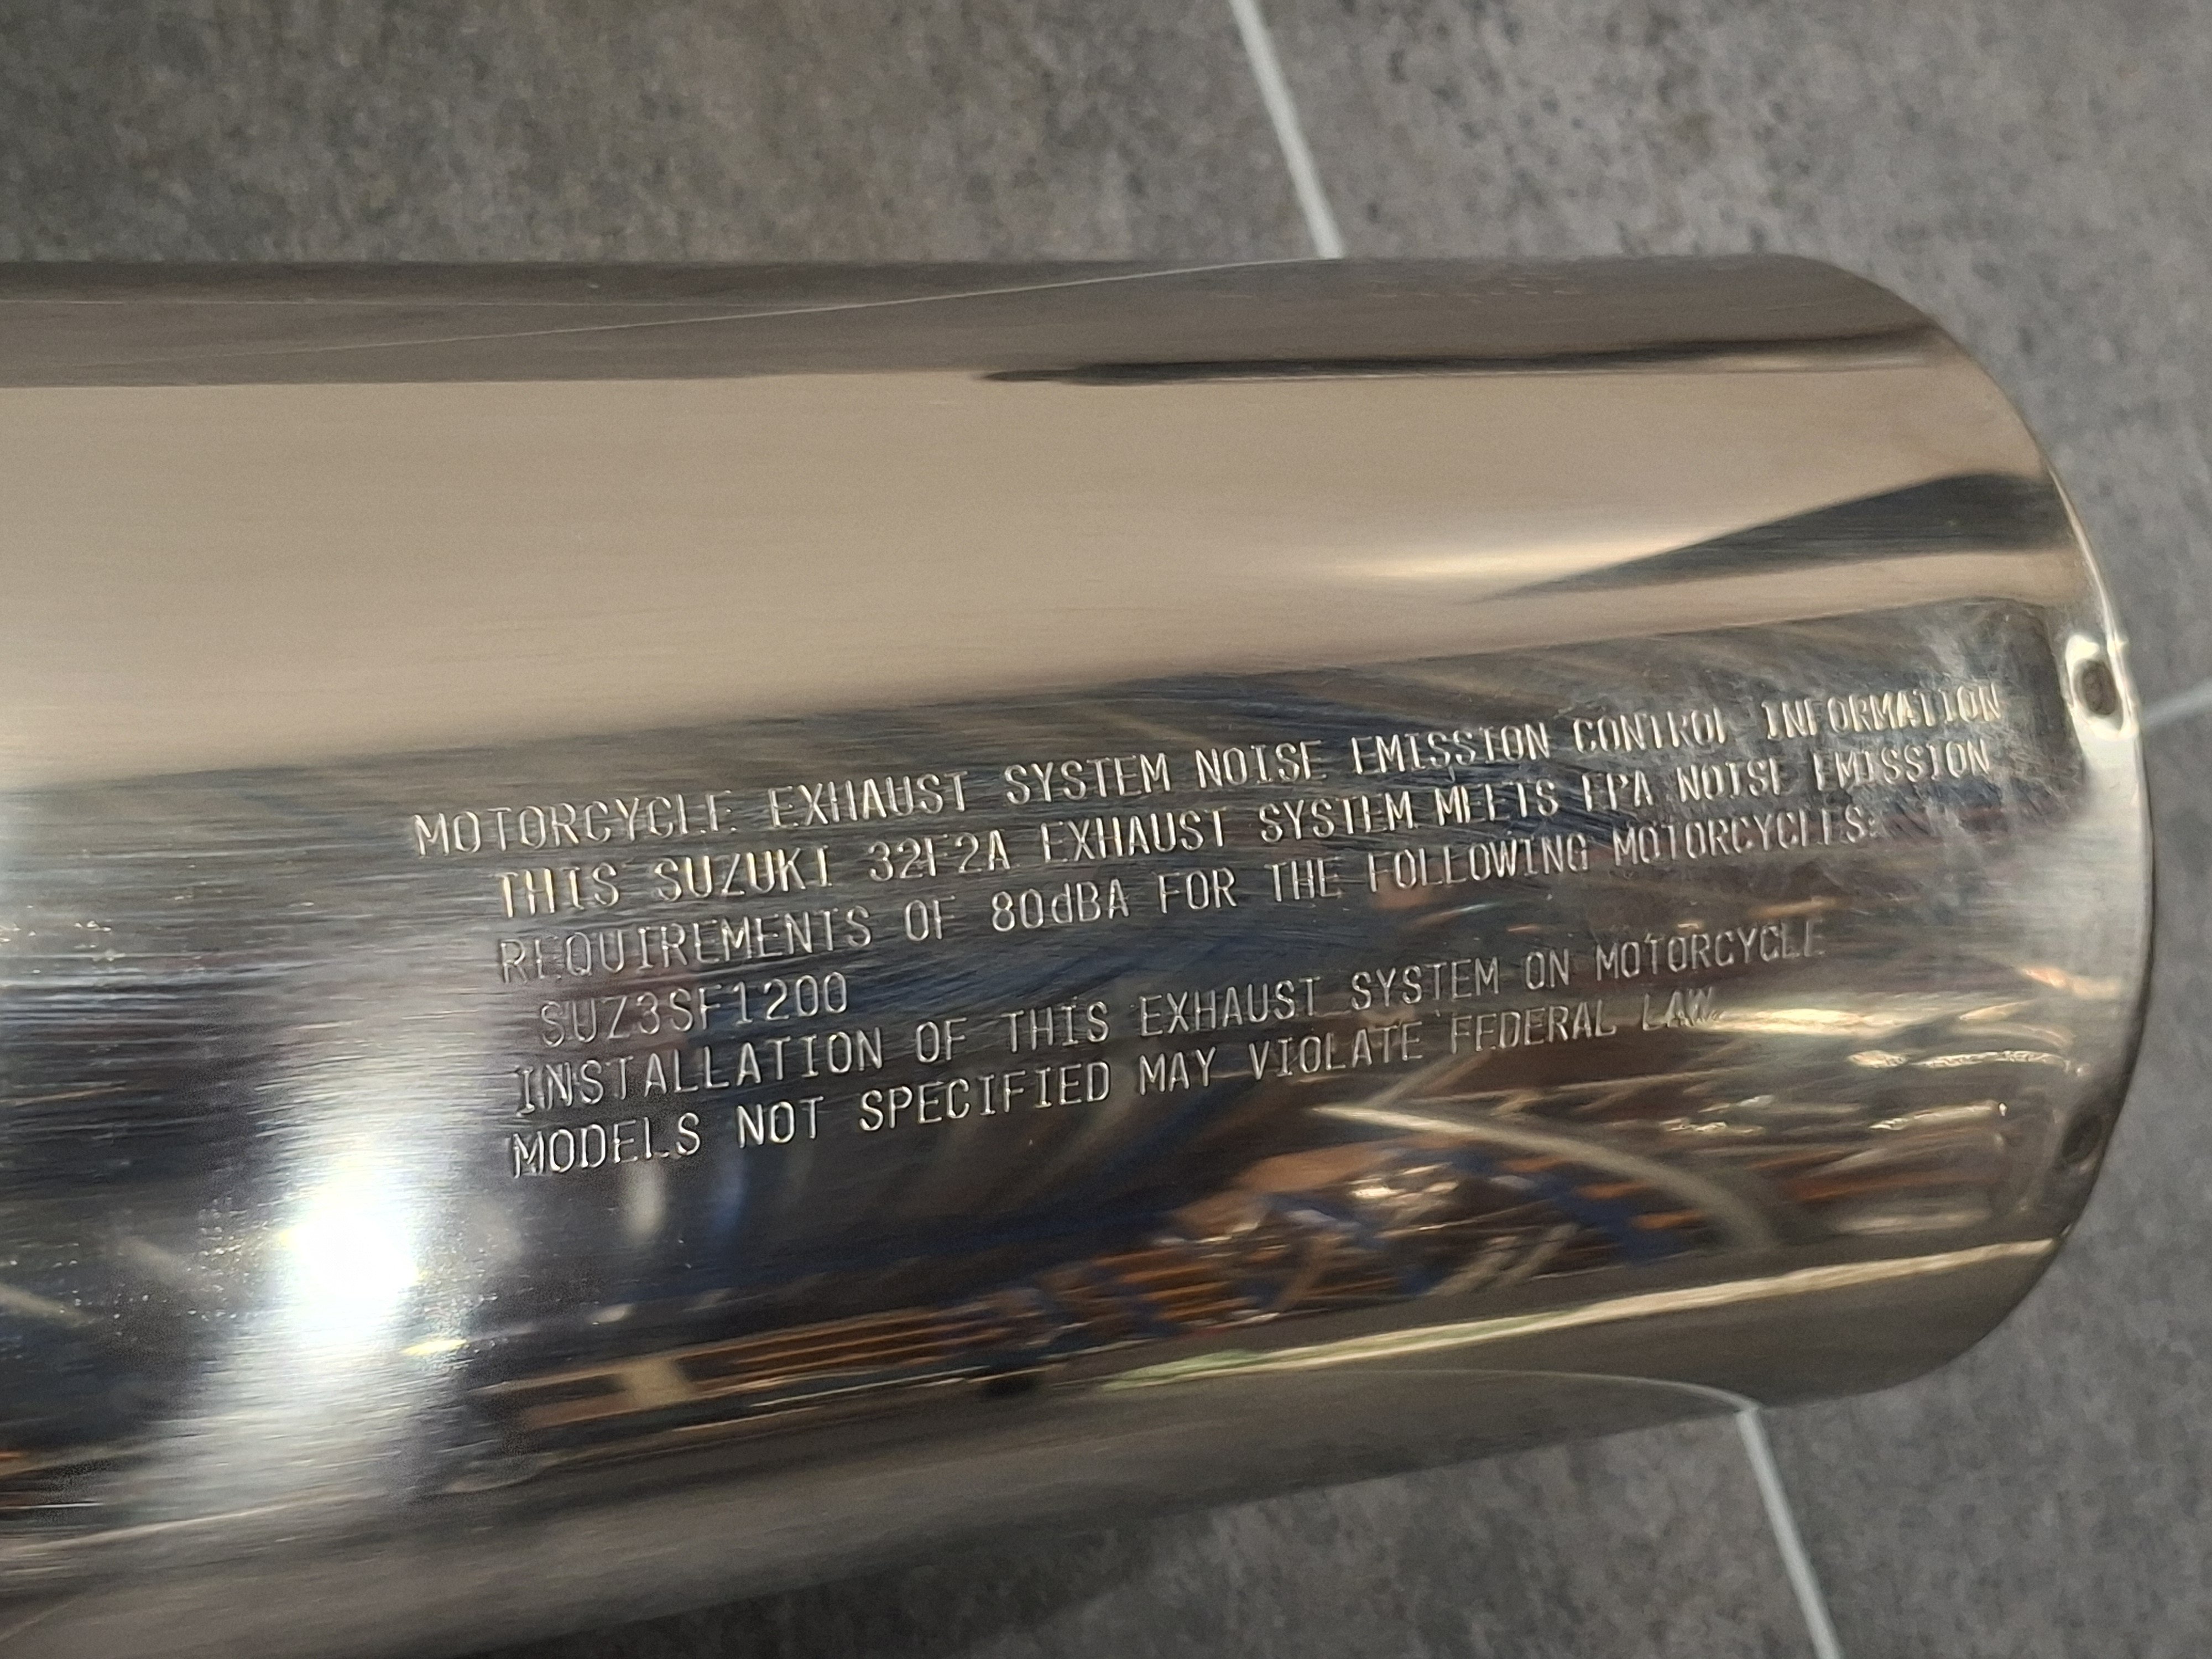 MOTORCYCLE EXHAUST SYSTEM NOISE EMISSION CONTROL INFORMATION
THIS SUZUKI 32F2A EXHAUST SYSTEM MEETS EPA NOISE EMISSION
REQUIREMENTS OF 80dBA FOR THE FOLLOWING MOTORCYCLES:
SUZ3SF1200
INSTALLATION OF THIS EXHAUST SYSTEM ON MOTORCYCLE
MODELS NOT SPECIFIED MAY VIOLATE FEDERAL LAW.